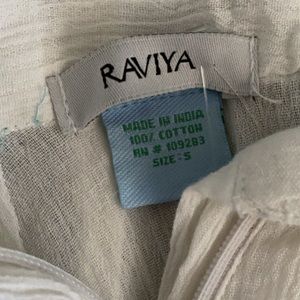 RAVIYA
MADE IN INDIA
100% COTTON
RN # 109283
SIZE-S